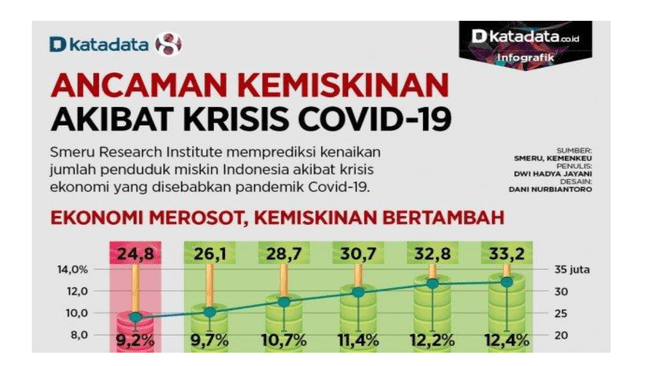 katadata
katadata.co.id
Infografik
ANCAMAN KEMISKINAN
AKIBAT KRISIS COVID-19
Smeru Research Institute memprediksi kenaikan
jumlah penduduk miskin Indonesia akibat krisis
ekonomi yang disebabkan pandemik Covid-19.
SUMBER:
SMERU, KEMENKEU
PENULIS:
DWI HADYA JAYANI
DESAIN:
DANI NURBIANTORO
EKONOMI MEROSOT, KEMISKINAN BERTAMBAH
24,8 26,1 28,7 30,7 32,8 33,2
14,0% 35 juta
12,0 30
10,0 25
8,0 9,2% 9,7% 10,7% 11,4% 12,2% 12,4% 20